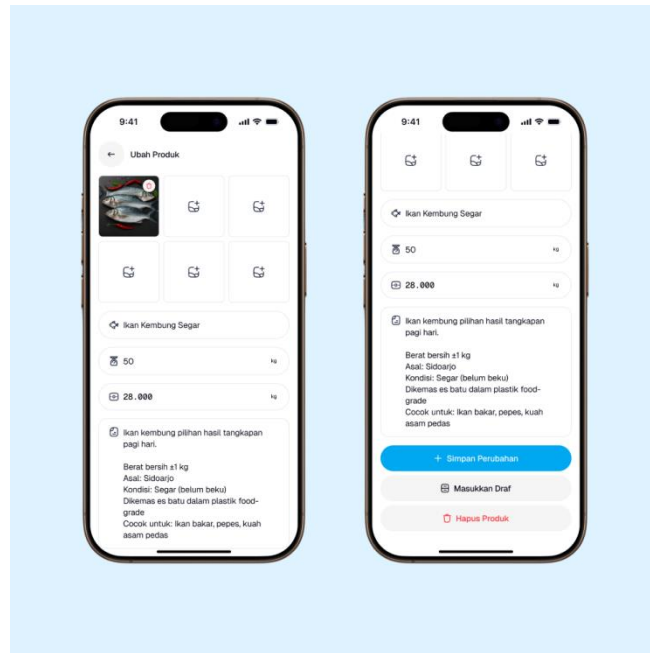 9:41
← Ubah Produk
Ikan Kembung Segar
50 kg
28.000 kg
Ikan kembung pilihan hasil tangkapan
pagi hari.
Berat bersih ±1 kg
Asal: Sidoarjo
Kondisi: Segar (belum beku)
Dikemas es batu dalam plastik food-
grade
Cocok untuk: Ikan bakar, pepes, kuah
asam pedas
9:41
Ikan Kembung Segar
50 kg
28.000 kg
Ikan kembung pilihan hasil tangkapan
pagi hari.
Berat bersih ±1 kg
Asal: Sidoarjo
Kondisi: Segar (belum beku)
Dikemas es batu dalam plastik food-
grade
Cocok untuk: Ikan bakar, pepes, kuah
asam pedas
+ Simpan Perubahan
Masukkan Draf
Hapus Produk